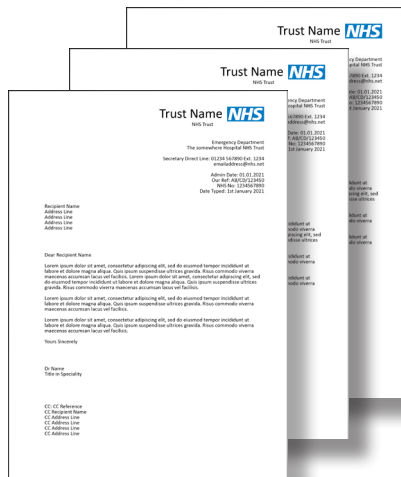 Trust Name NHS
NHS Trust
Trust Name NHS
NHS Trust
Trust Name NHS
NHS Trust
Emergency Department
The somewhere Hospital NHS Trust
Secretary Direct Line: 01234 567890 Ext. 1234
emailaddress@nhs.net
Admin Date: 01.01.2021
Our Ref: AB/CD/123450
NHS No: 1234567890
Date Typed: 1st January 2021
Recipient Name
Address Line
Address Line
Address Line
Address Line
Dear Recipient Name
Lorem ipsum dolor sit amet, consectetur adipiscing elit, sed do eiusmod tempor incididunt ut
labore et dolore magna aliqua. Quis ipsum suspendisse ultrices gravida. Risus commodo viverra
maecenas accumsan lacus vel facilisis. Lorem ipsum dolor sit amet, consectetur adipiscing elit, sed
do eiusmod tempor incididunt ut labore et dolore magna aliqua. Quis ipsum suspendisse ultrices
gravida. Risus commodo viverra maecenas accumsan lacus vel facilisis.
Lorem ipsum dolor sit amet, consectetur adipiscing elit, sed do eiusmod tempor incididunt ut
labore et dolore magna aliqua. Quis ipsum suspendisse ultrices gravida. Risus commodo viverra
maecenas accumsan lacus vel facilisis.
Lorem ipsum dolor sit amet, consectetur adipiscing elit, sed do eiusmod tempor incididunt ut
labore et dolore magna aliqua. Quis ipsum suspendisse ultrices gravida. Risus commodo viverra
maecenas accumsan lacus vel facilisis.
Yours Sincerely
Dr Name
Title in Speciality
CC: CC Reference
CC Recipient Name
CC Address Line
CC Address Line
CC Address Line
CC Address Line